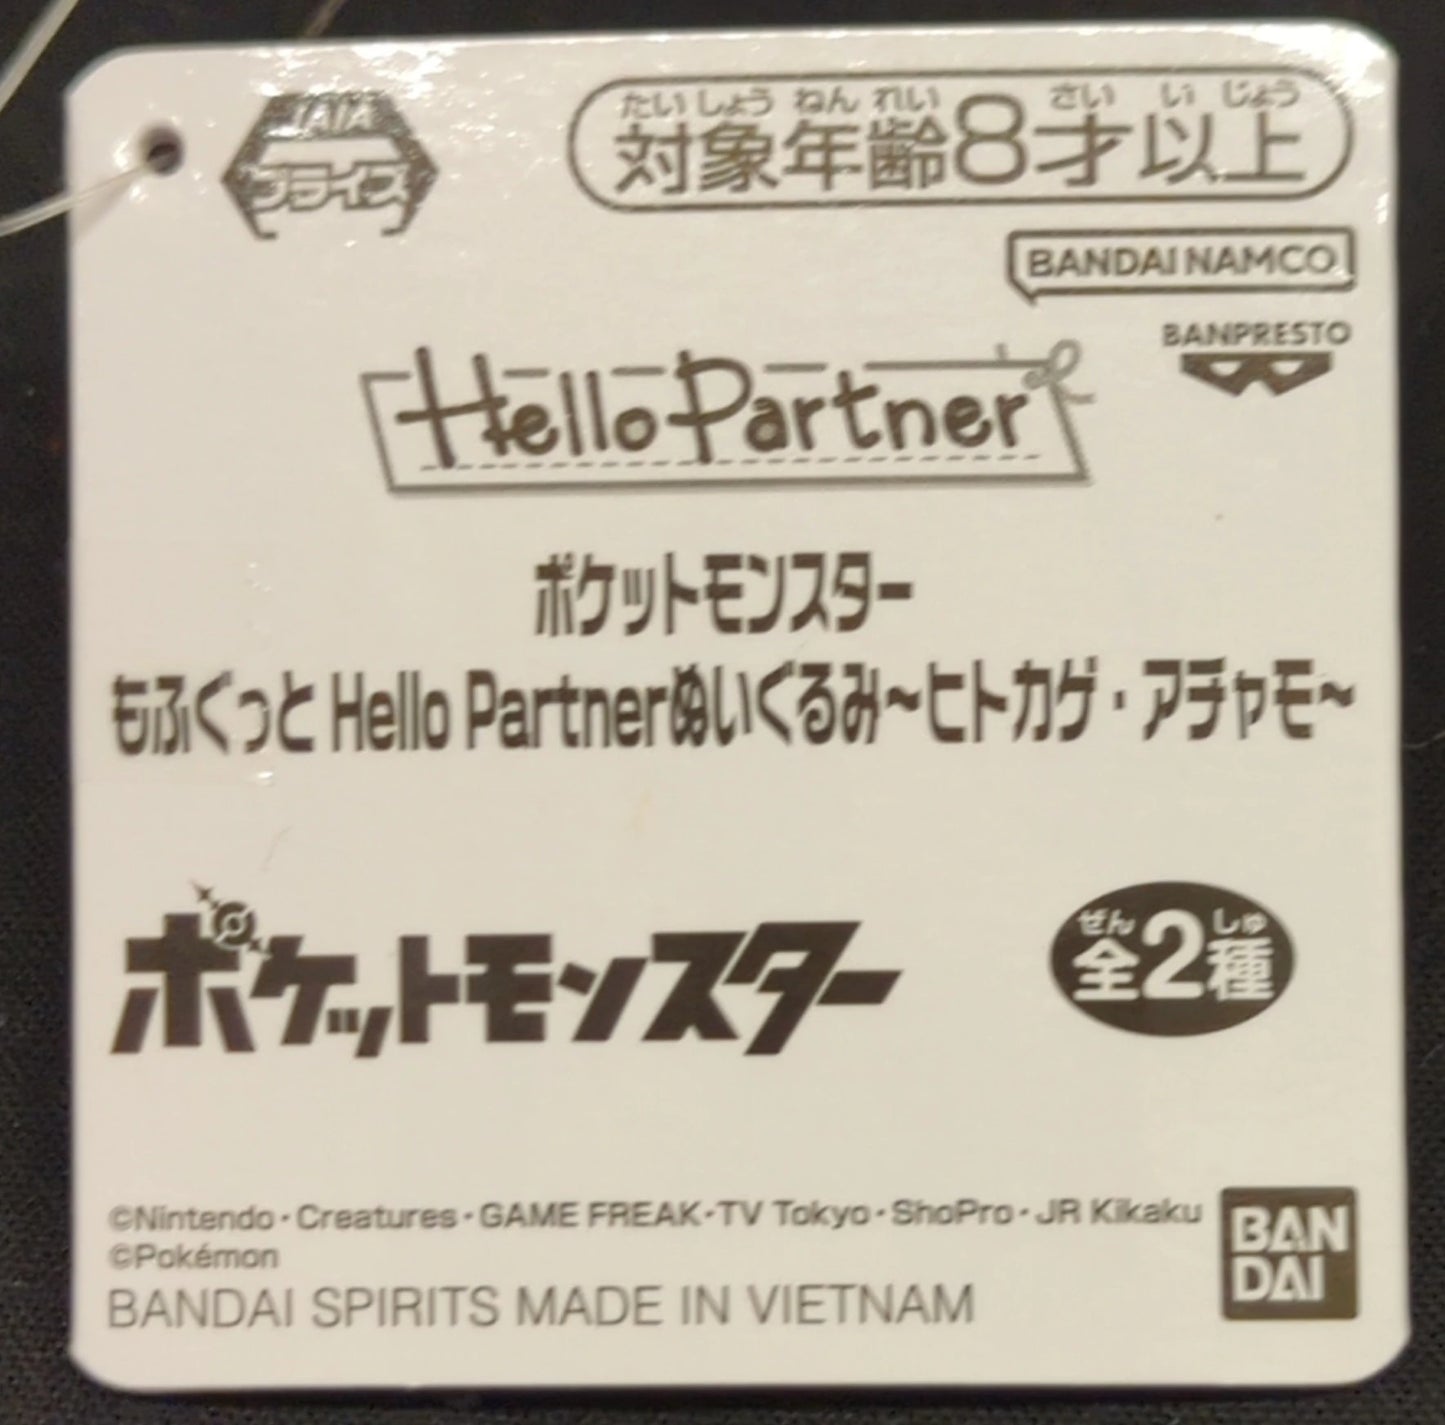 JAIA
プライズ
たいしょうねんれい さい い じょう
対象年齢8才以上
BANDAI NAMCO
BANPRESTO
Hello Partner
ポケットモンスター
もふぐっと Hello Partnerぬいぐるみ~ヒトカゲ・アチャモ~
ポケットモンスター
ぜん しゅ
全2種
©Nintendo・Creatures・GAME FREAK・TV Tokyo・ShoPro・JR Kikaku
©Pokémon
BANDAI SPIRITS MADE IN VIETNAM
BAN
DAI